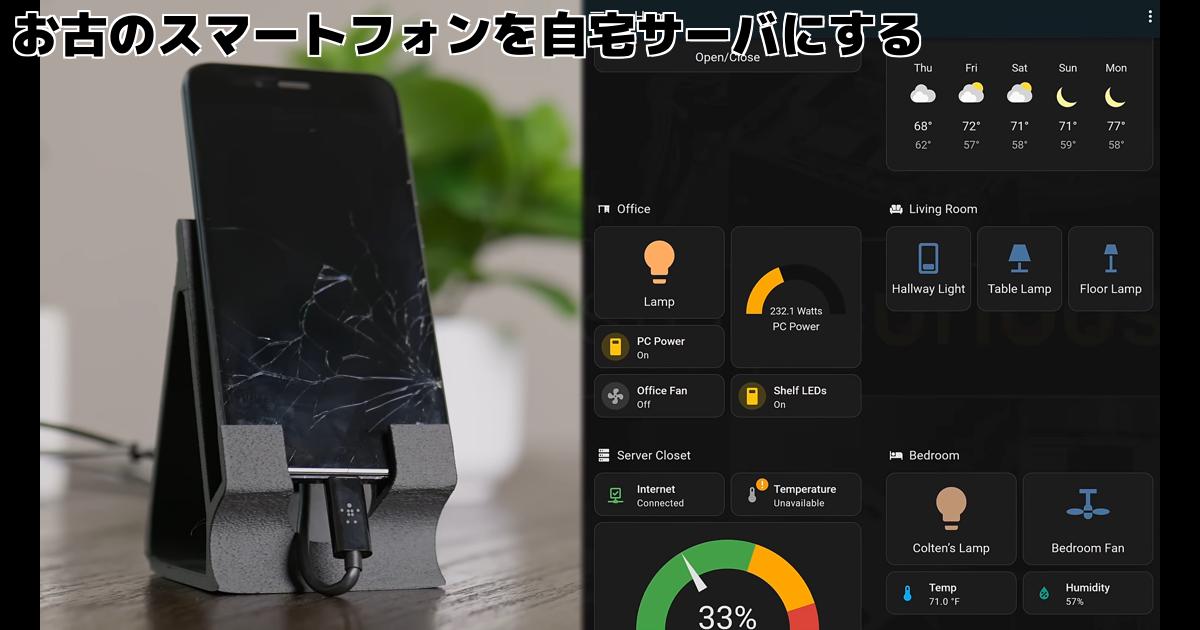 お古のスマートフォンを自宅サーバにする
Open/Close
Thu Fri Sat Sun Mon
68° 72° 71° 71° 77°
62° 57° 58° 59° 58°
Office
Lamp
232.1 Watts
PC Power
PC Power
On
Office Fan
Off
Shelf LEDs
On
Living Room
Hallway Light
Table Lamp
Floor Lamp
Server Closet
Internet
Connected
Temperature
Unavailable
33%
Bedroom
Colten's Lamp
Bedroom Fan
Temp
71.0 °F
Humidity
57%